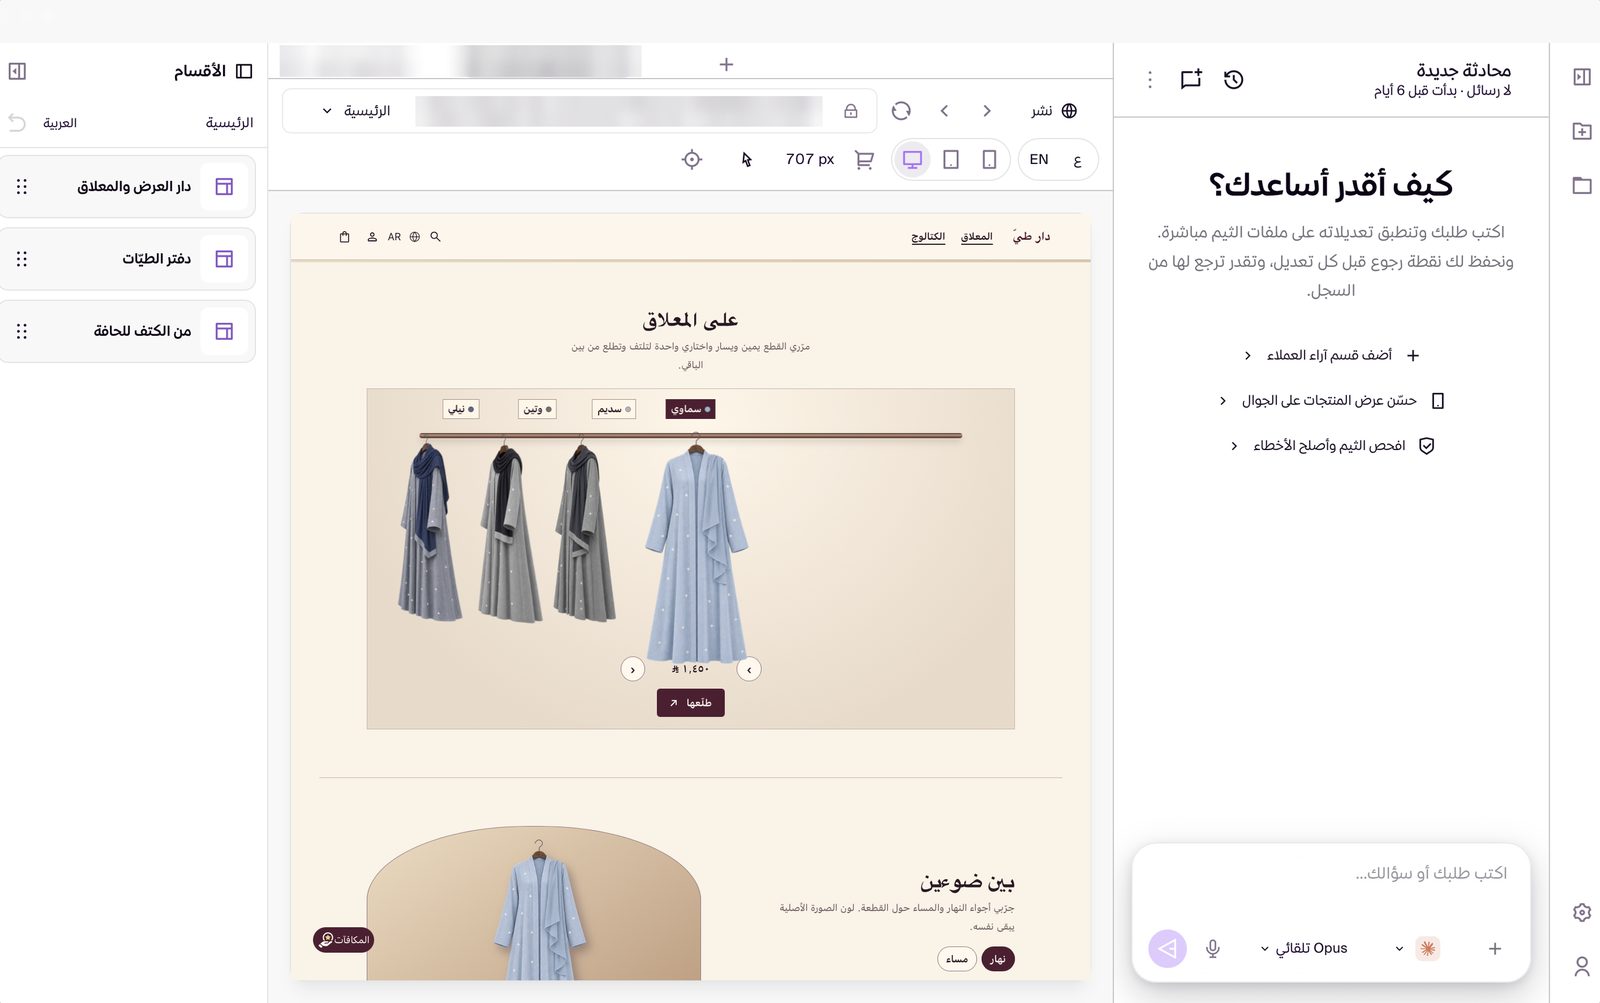 محادثة جديدة
لا رسائل · بدأت قبل 6 أيام
كيف أقدر أساعدك؟
اكتب طلبك وتنطبق تعديلاته على ملفات الثيم مباشرة.
ونحفظ لك نقطة رجوع قبل كل تعديل، وتقدر ترجع لها من
السجل.
أضف قسم آراء العملاء
حسّن عرض المنتجات على الجوال
افحص الثيم وأصلح الأخطاء
اكتب طلبك أو سؤالك...
Opus تلقائي
نشر
الرئيسية
ع
EN
707 px
دار طيّ
المعلاق
الكتالوج
AR
على المعلاق
مرّري القطع يمين ويسار واختاري واحدة لتلتف وتطلع من بين
الباقي.
سماوي
سديم
وتين
نيلي
١٬٤٥٠
طلّعها
بين ضوءين
جرّبي أجواء النهار والمساء حول القطعة. لون الصورة الأصلية
يبقى نفسه.
نهار
مساء
المكافآت
الأقسام
الرئيسية
العربية
دار العرض والمعلاق
دفتر الطيّات
من الكتف للحافة